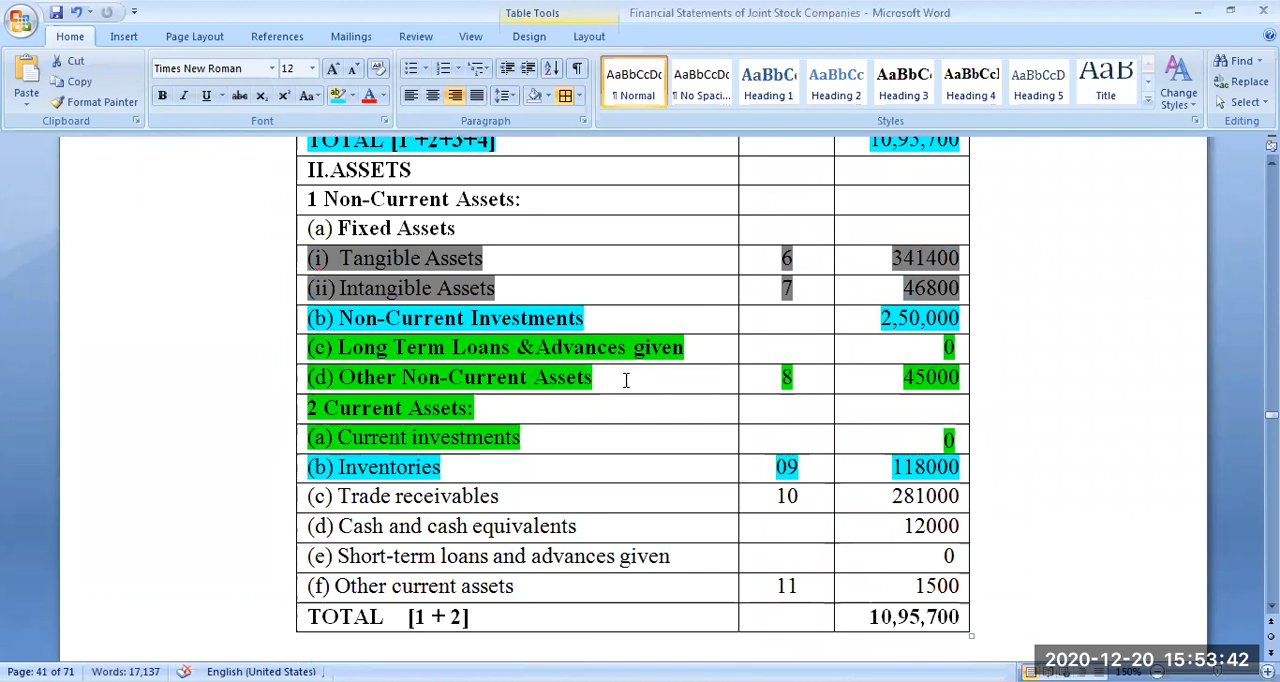 Table Tools
Financial Statements of Joint Stock Companies - Microsoft Word
Home Insert Page Layout References Mailings Review View Design Layout
Paste
Cut
Copy
Format Painter
Clipboard
Times New Roman 12
Font
Paragraph
AaBbCcDc AaBbCcDc AaBbC AaBbCc AaBbCc AaBbCcI AaBbCcD AaB
¶ Normal ¶ No Spaci... Heading 1 Heading 2 Heading 3 Heading 4 Heading 5 Title
Change Styles
Styles
Find
Replace
Select
Editing
TOTAL [1 +2+3+4] 10,95,700
II.ASSETS
1 Non-Current Assets:
(a) Fixed Assets
(i) Tangible Assets 6 341400
(ii) Intangible Assets 7 46800
(b) Non-Current Investments 2,50,000
(c) Long Term Loans &Advances given 0
(d) Other Non-Current Assets 8 45000
2 Current Assets:
(a) Current investments 0
(b) Inventories 09 118000
(c) Trade receivables 10 281000
(d) Cash and cash equivalents 12000
(e) Short-term loans and advances given 0
(f) Other current assets 11 1500
TOTAL [1 + 2] 10,95,700
2020-12-20 15:53:42
Page: 41 of 71 Words: 17,137 English (United States) 150%